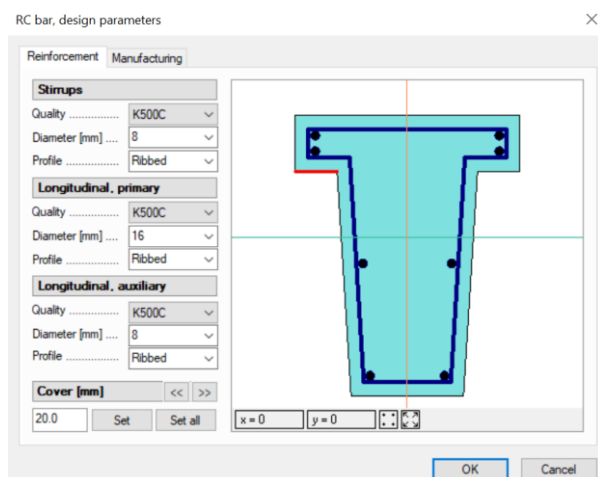 RC bar, design parameters
Reinforcement Manufacturing
Stirrups
Quality ................ K500C
Diameter [mm] .... 8
Profile ................. Ribbed
Longitudinal, primary
Quality ................ K500C
Diameter [mm] .... 16
Profile ................. Ribbed
Longitudinal, auxiliary
Quality ................ K500C
Diameter [mm] .... 8
Profile ................. Ribbed
Cover [mm] << >>
20.0 Set Set all
x = 0 y = 0
OK Cancel